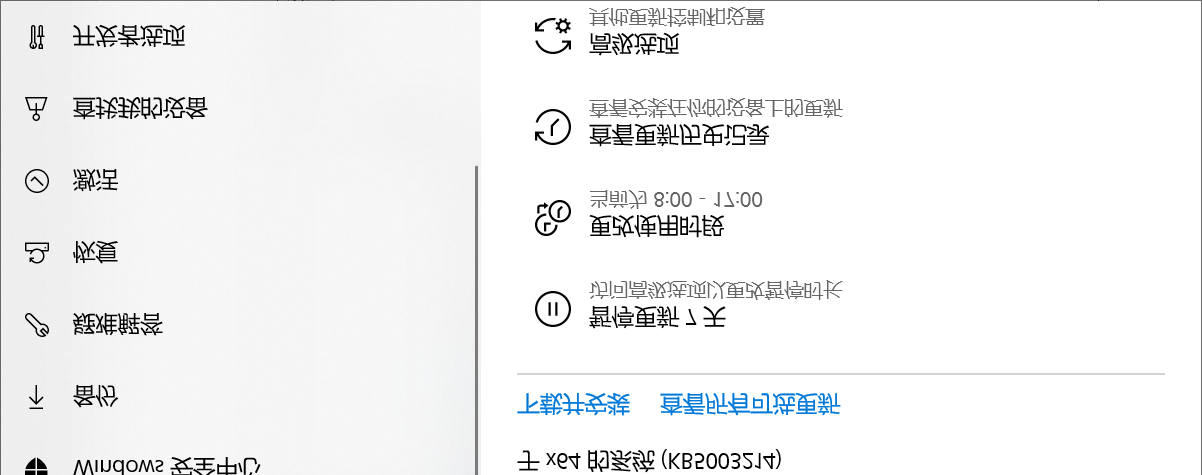 Windows 安全中心
备份
疑难解答
恢复
激活
查找我的设备
开发者选项
于 x64 的系统 (KB5003214)
下载并安装 查看所有可选更新
暂停更新 7 天
访问高级选项以更改暂停时长
更改使用时段
当前为 8:00 - 17:00
查看更新历史记录
查看安装在你的设备上的更新
高级选项
其他更新控制和设置